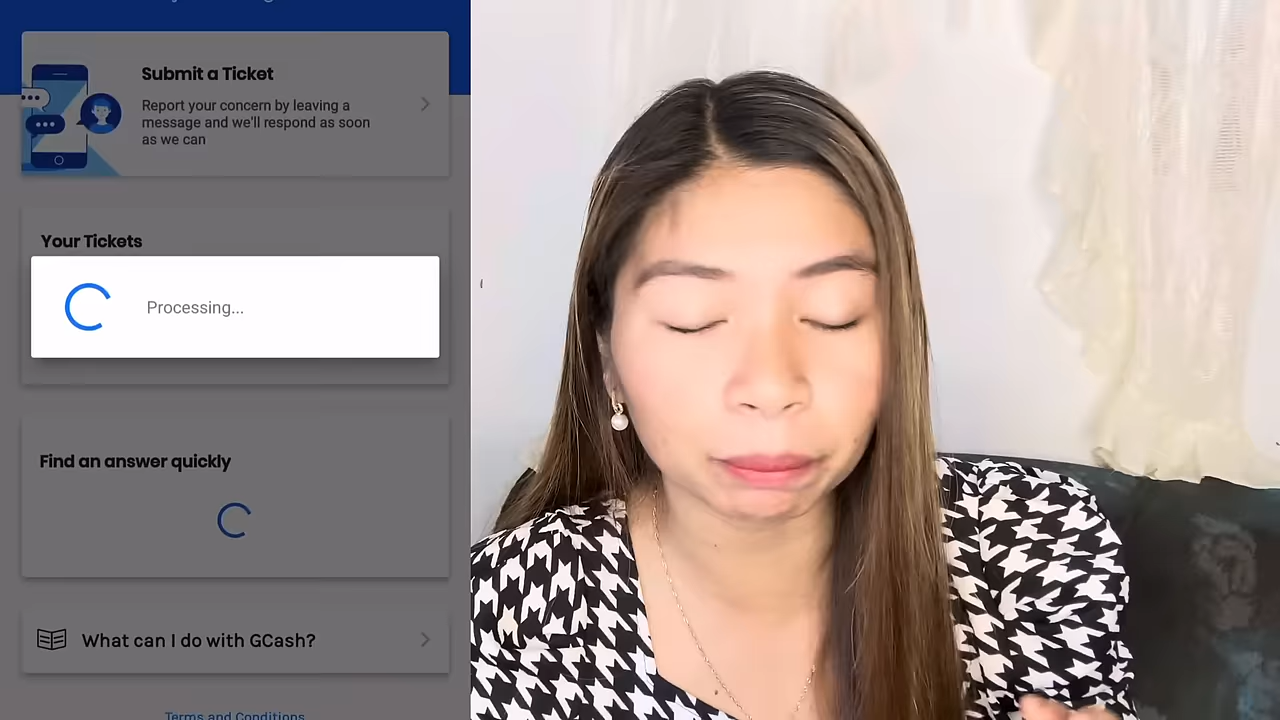 Submit a Ticket
Report your concern by leaving a
message and we'll respond as soon
as we can
Your Tickets
Processing...
Find an answer quickly
What can I do with GCash?
Terms and Conditions